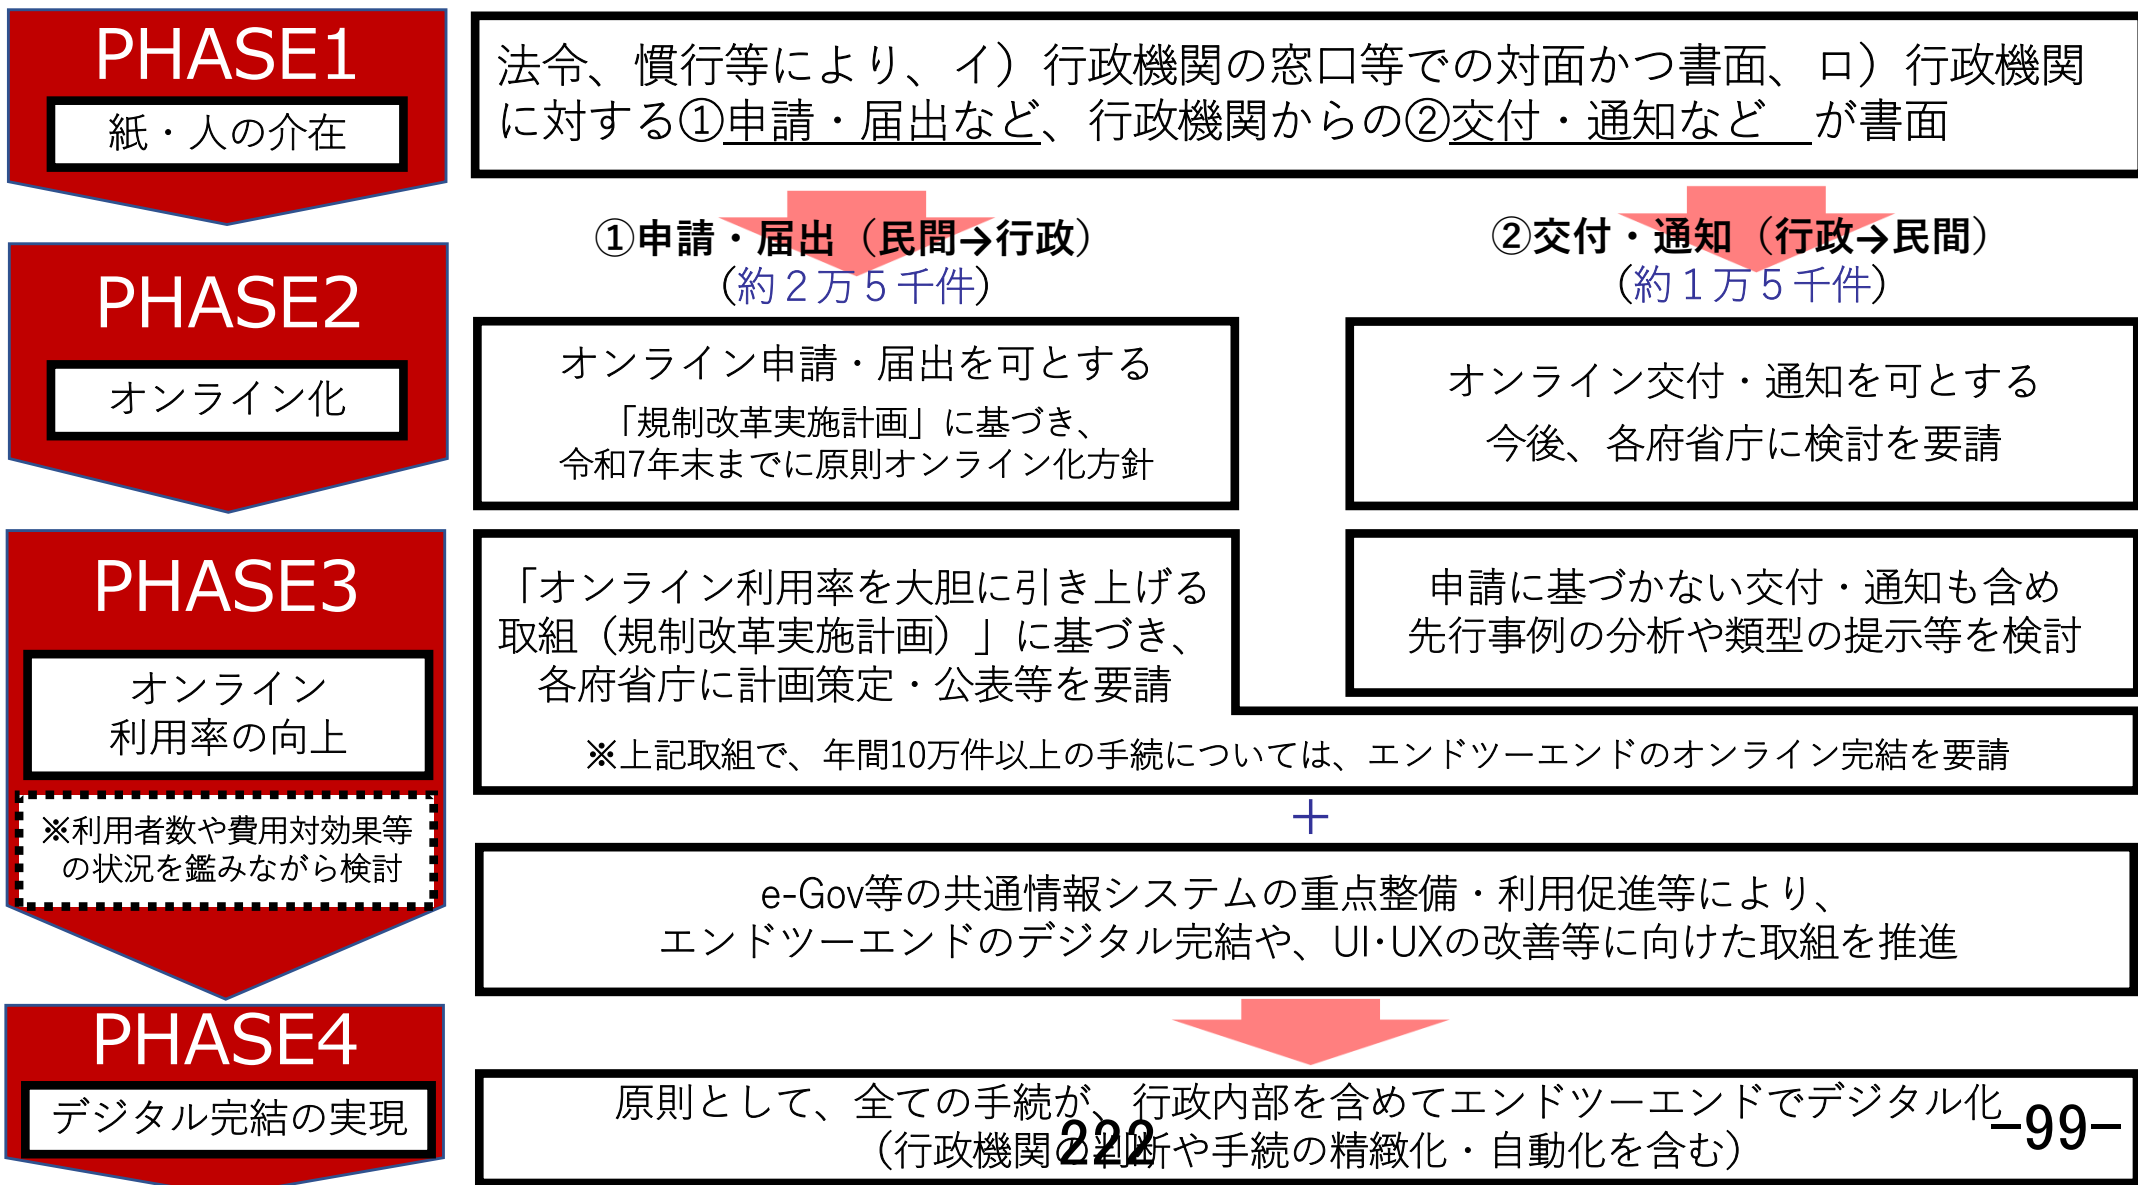 PHASE1
紙・人の介在
法令、慣行等により、イ）行政機関の窓口等での対面かつ書面、ロ）行政機関
に対する①申請・届出など、行政機関からの②交付・通知など　が書面
①申請・届出（民間→行政）
（約２万５千件）
②交付・通知（行政→民間）
（約１万５千件）
PHASE2
オンライン化
オンライン申請・届出を可とする
「規制改革実施計画」に基づき、
令和7年末までに原則オンライン化方針
オンライン交付・通知を可とする
今後、各府省庁に検討を要請
PHASE3
オンライン
利用率の向上
※利用者数や費用対効果等
の状況を鑑みながら検討
「オンライン利用率を大胆に引き上げる
取組（規制改革実施計画）」に基づき、
各府省庁に計画策定・公表等を要請
申請に基づかない交付・通知も含め
先行事例の分析や類型の提示等を検討
※上記取組で、年間10万件以上の手続については、エンドツーエンドのオンライン完結を要請
＋
e-Gov等の共通情報システムの重点整備・利用促進等により、
エンドツーエンドのデジタル完結や、UI･UXの改善等に向けた取組を推進
PHASE4
デジタル完結の実現
原則として、全ての手続が、行政内部を含めてエンドツーエンドでデジタル化
（行政機関の判断や手続の精緻化・自動化を含む）
222
−99−